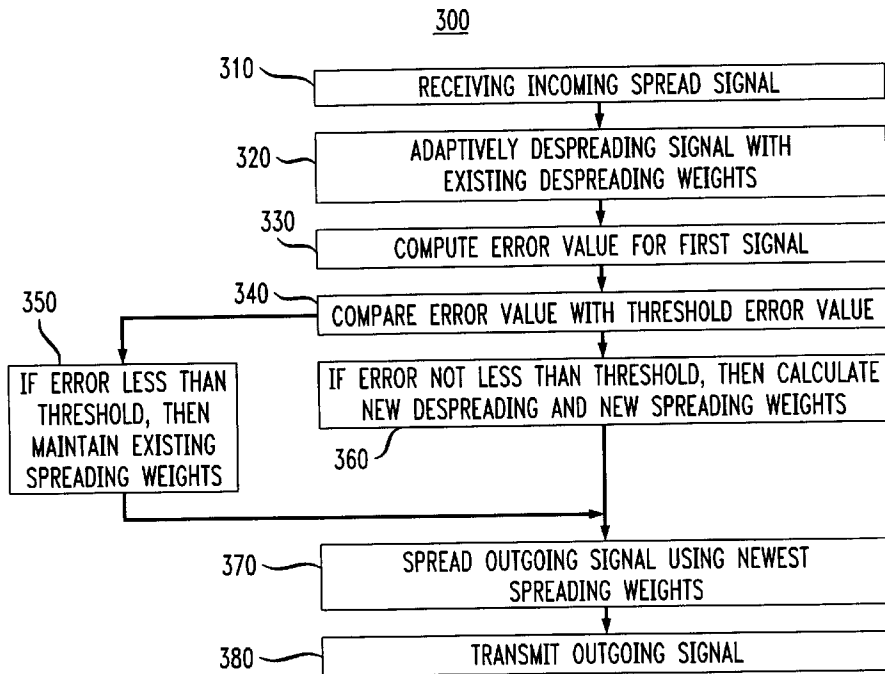 300
310
RECEIVING INCOMING SPREAD SIGNAL
320
ADAPTIVELY DESPREADING SIGNAL WITH
EXISTING DESPREADING WEIGHTS
330
COMPUTE ERROR VALUE FOR FIRST SIGNAL
340
COMPARE ERROR VALUE WITH THRESHOLD ERROR VALUE
350
IF ERROR LESS THAN
THRESHOLD, THEN
MAINTAIN EXISTING
SPREADING WEIGHTS
IF ERROR NOT LESS THAN THRESHOLD, THEN CALCULATE
NEW DESPREADING AND NEW SPREADING WEIGHTS
360
370
SPREAD OUTGOING SIGNAL USING NEWEST
SPREADING WEIGHTS
380
TRANSMIT OUTGOING SIGNAL